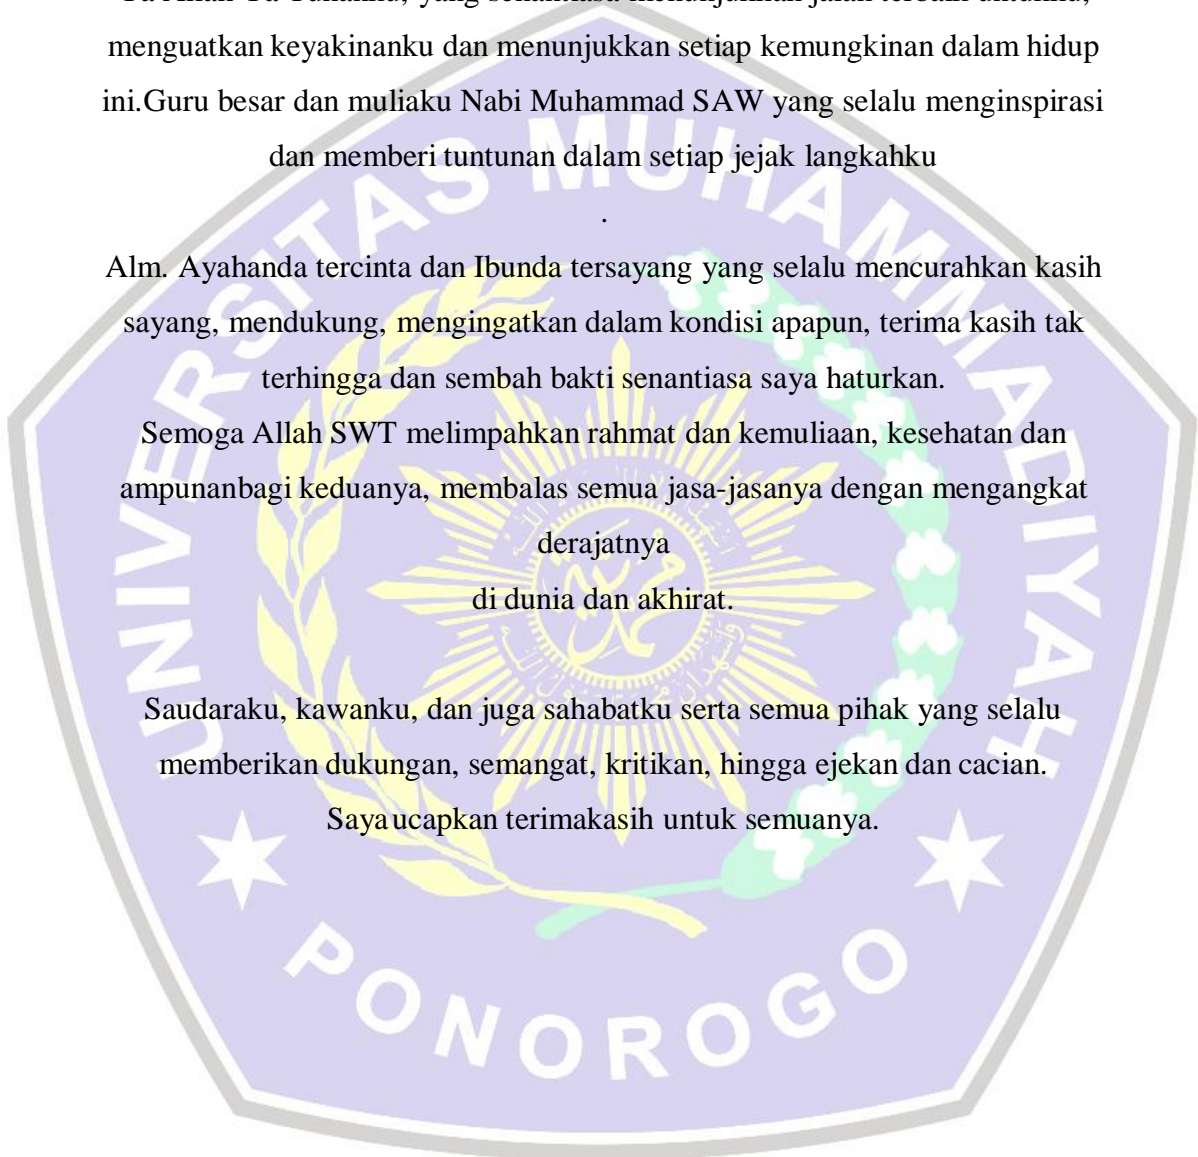 menguatkan keyakinanku dan menunjukkan setiap kemungkinan dalam hidup
ini.Guru besar dan muliaku Nabi Muhammad SAW yang selalu menginspirasi
dan memberi tuntunan dalam setiap jejak langkahku
.
Alm. Ayahanda tercinta dan Ibunda tersayang yang selalu mencurahkan kasih
sayang, mendukung, mengingatkan dalam kondisi apapun, terima kasih tak
terhingga dan sembah bakti senantiasa saya haturkan.
Semoga Allah SWT melimpahkan rahmat dan kemuliaan, kesehatan dan
ampunanbagi keduanya, membalas semua jasa-jasanya dengan mengangkat
derajatnya
di dunia dan akhirat.
Saudaraku, kawanku, dan juga sahabatku serta semua pihak yang selalu
memberikan dukungan, semangat, kritikan, hingga ejekan dan cacian.
Saya ucapkan terimakasih untuk semuanya.
UNIVERSITAS MUHAMMADIYAH
PONOROGO
محمدية